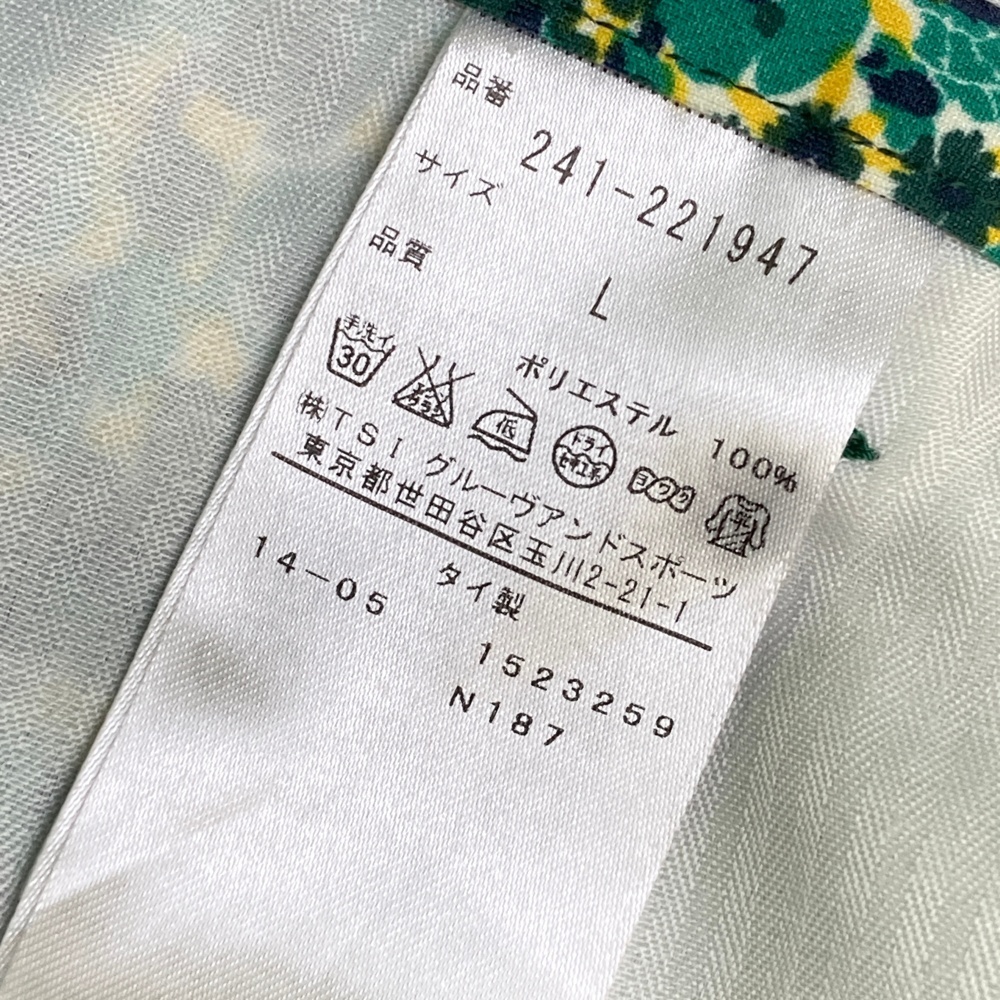 品番
241-221947
サイズ
L
品質
ポリエステル 100%
手洗イ
30
低
ドライ
ヨワク
平
㈱TSIグルーヴアンドスポーツ
東京都世田谷区玉川2-21-1
タイ製
14-05
1523259
N187